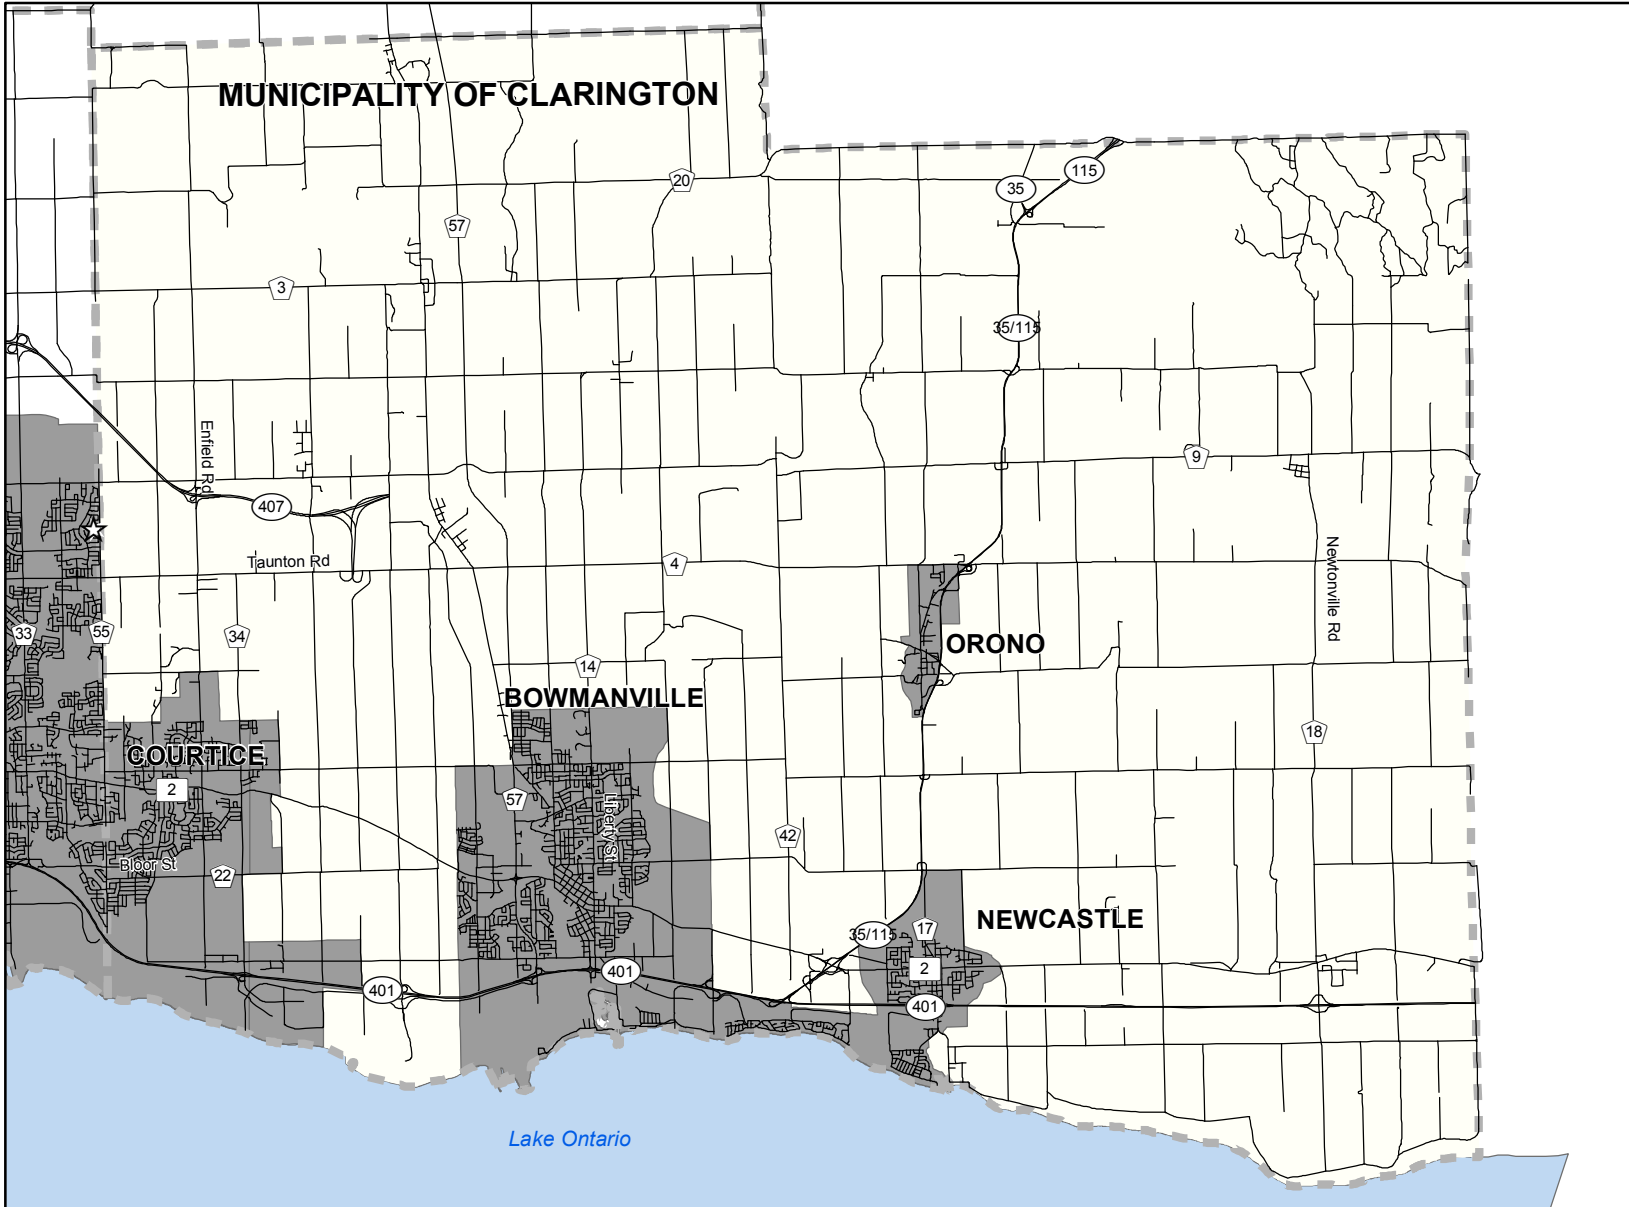 MUNICIPALITY OF CLARINGTON
115
20
35
57
3
35/115
Enfield Rd
9
407
Newtonville Rd
Taunton Rd
4
33
55
34
ORONO
14
BOWMANVILLE
18
COURTICE
2
57
Liberty St
42
Bloor St
22
NEWCASTLE
17
35/115
2
401
401
401
Lake Ontario